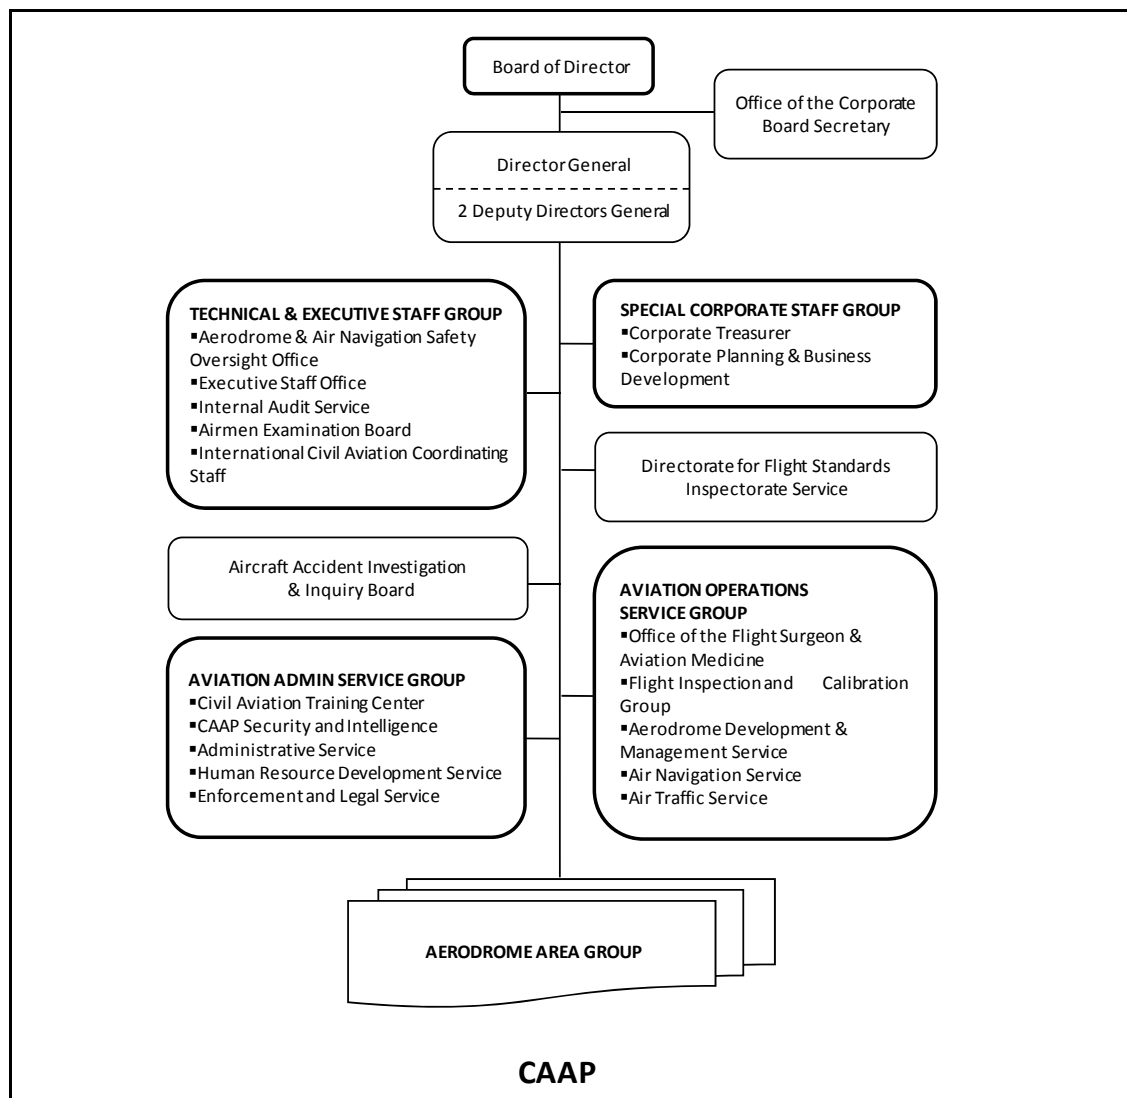 Board of Director
Office of the Corporate
Board Secretary
Director General
2 Deputy Directors General
TECHNICAL & EXECUTIVE STAFF GROUP
▪Aerodrome & Air Navigation Safety
Oversight Office
▪Executive Staff Office
▪Internal Audit Service
▪Airmen Examination Board
▪International Civil Aviation Coordinating
Staff
SPECIAL CORPORATE STAFF GROUP
▪Corporate Treasurer
▪Corporate Planning & Business
Development
Directorate for Flight Standards
Inspectorate Service
Aircraft Accident Investigation
& Inquiry Board
AVIATION OPERATIONS
SERVICE GROUP
▪Office of the Flight Surgeon &
Aviation Medicine
▪Flight Inspection and Calibration
Group
▪Aerodrome Development &
Management Service
▪Air Navigation Service
▪Air Traffic Service
AVIATION ADMIN SERVICE GROUP
▪Civil Aviation Training Center
▪CAAP Security and Intelligence
▪Administrative Service
▪Human Resource Development Service
▪Enforcement and Legal Service
AERODROME AREA GROUP
CAAP